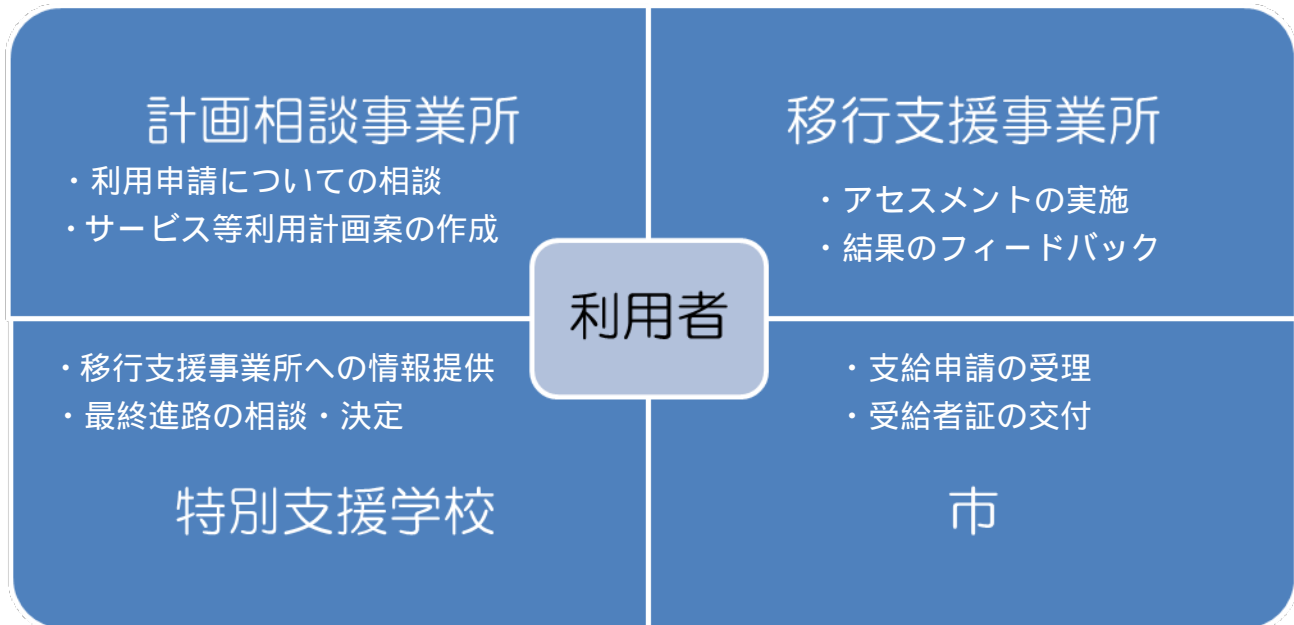 計画相談事業所
・利用申請についての相談
・サービス等利用計画案の作成
移行支援事業所
・アセスメントの実施
・結果のフィードバック
利用者
・移行支援事業所への情報提供
・最終進路の相談・決定
特別支援学校
・支給申請の受理
・受給者証の交付
市